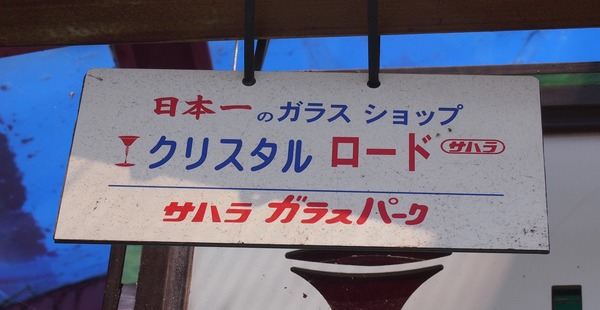 日本一のガラス ショップ
クリスタル ロード サハラ
サハラ ガラスパーク